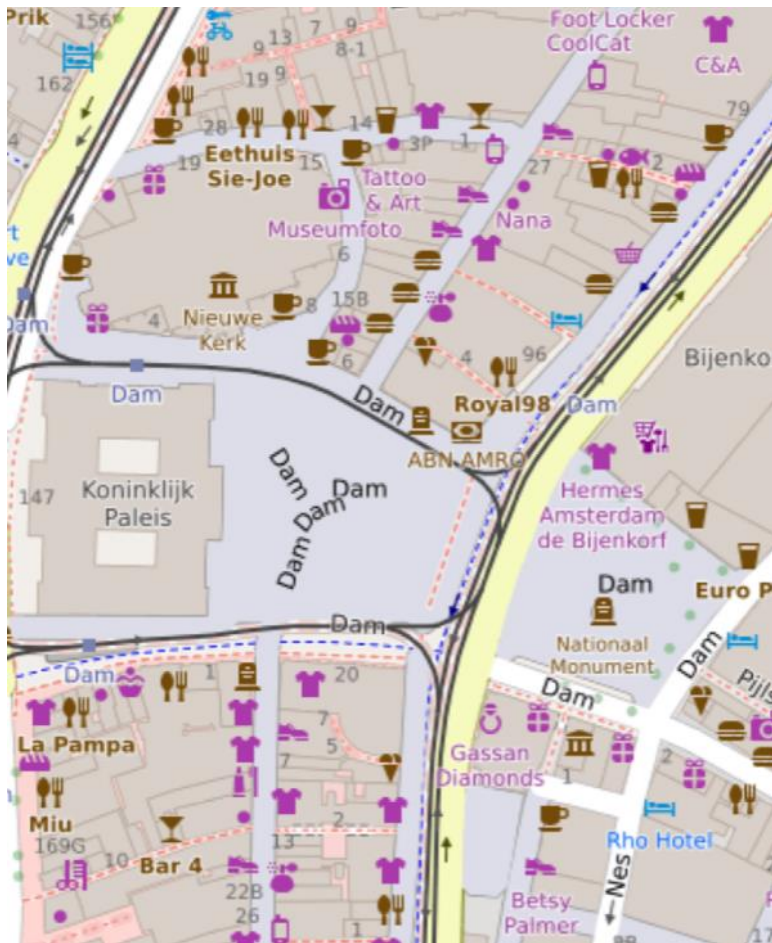 Prik
156
162
9
13
7
9
8-1
Foot Locker
CoolCat
C&A
19
9
79
28
14
3P
1
Eethuis
Sie-Joe
19
15
27
2
Tattoo
& Art
Museumfoto
Nana
6
8
15B
Nieuwe
Kerk
4
6
4
96
Dam
Dam
Dam
Royal98
Dam
Bijenko
ABN AMRO
Koninklijk
Paleis
147
Dam
Dam
Dam
Dam
Hermes
Amsterdam
de Bijenkorf
Dam
Euro P
Nationaal
Monument
Dam
Dam
Dam
Dam
Pijls
1
20
7
5
7
La Pampa
Gassan
Diamonds
1
2
Miu
2
Rho Hotel
169G
10
Bar 4
13
22B
26
1
Betsy
Palmer
Nes